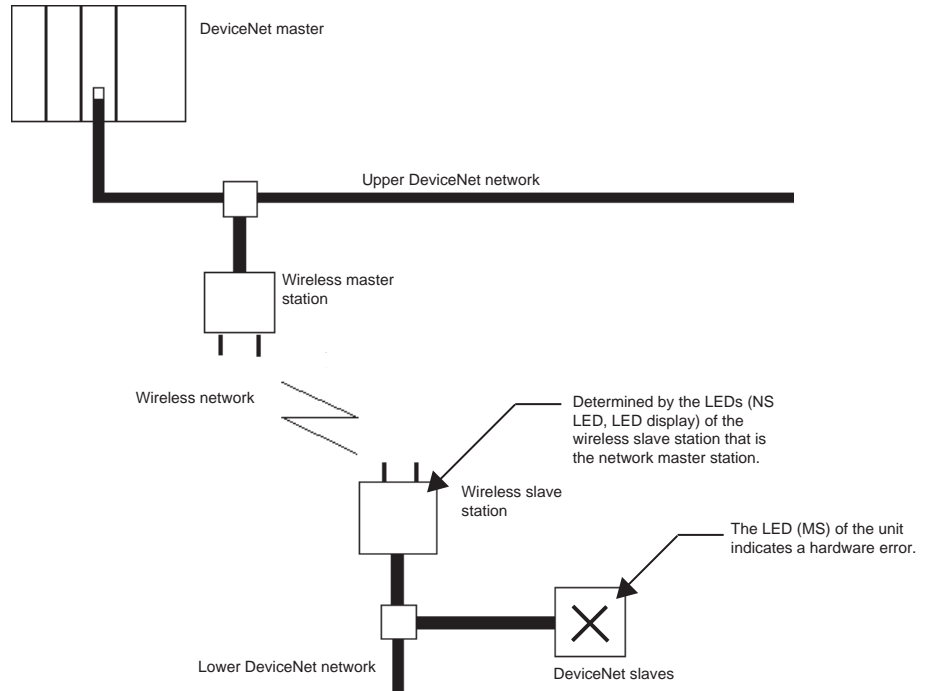 DeviceNet master
Upper DeviceNet network
Wireless master
station
Wireless network
Determined by the LEDs (NS
LED, LED display) of the
wireless slave station that is
the network master station.
Wireless slave
station
The LED (MS) of the unit
indicates a hardware error.
Lower DeviceNet network
DeviceNet slaves